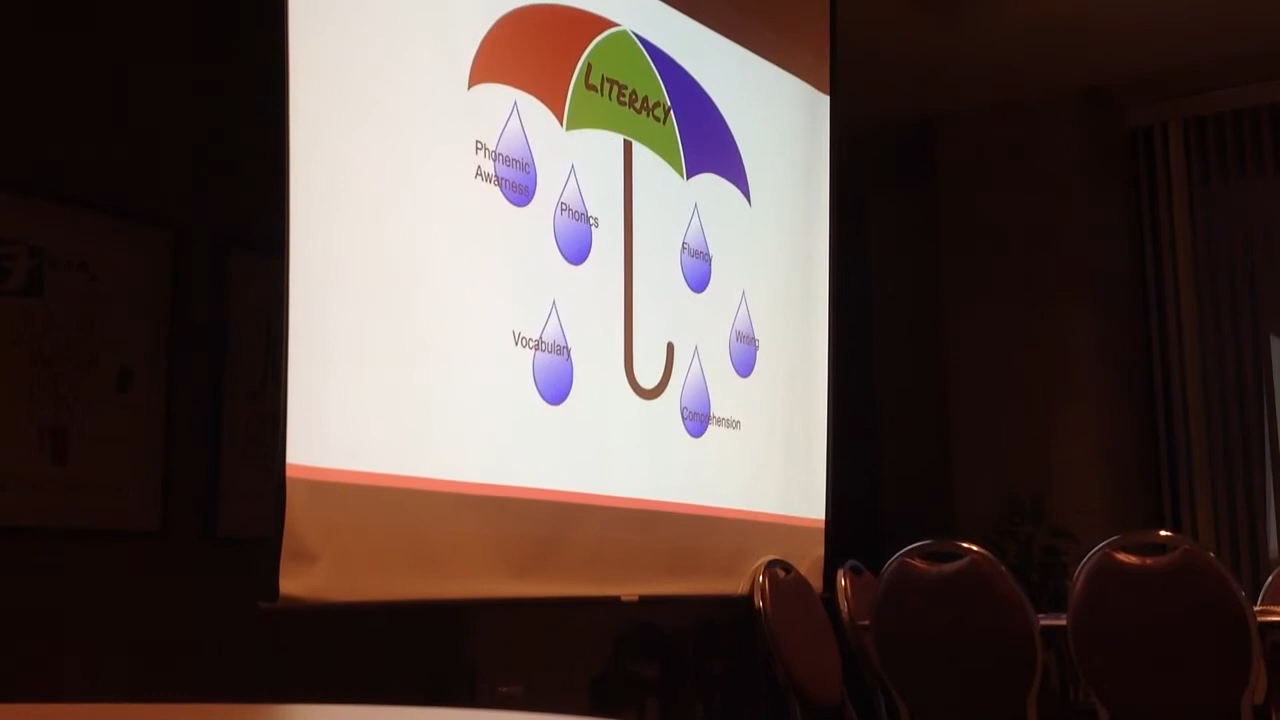 LITERACY
Phonemic
Awarness
Phonics
Fluency
Writing
Vocabulary
Comprehension